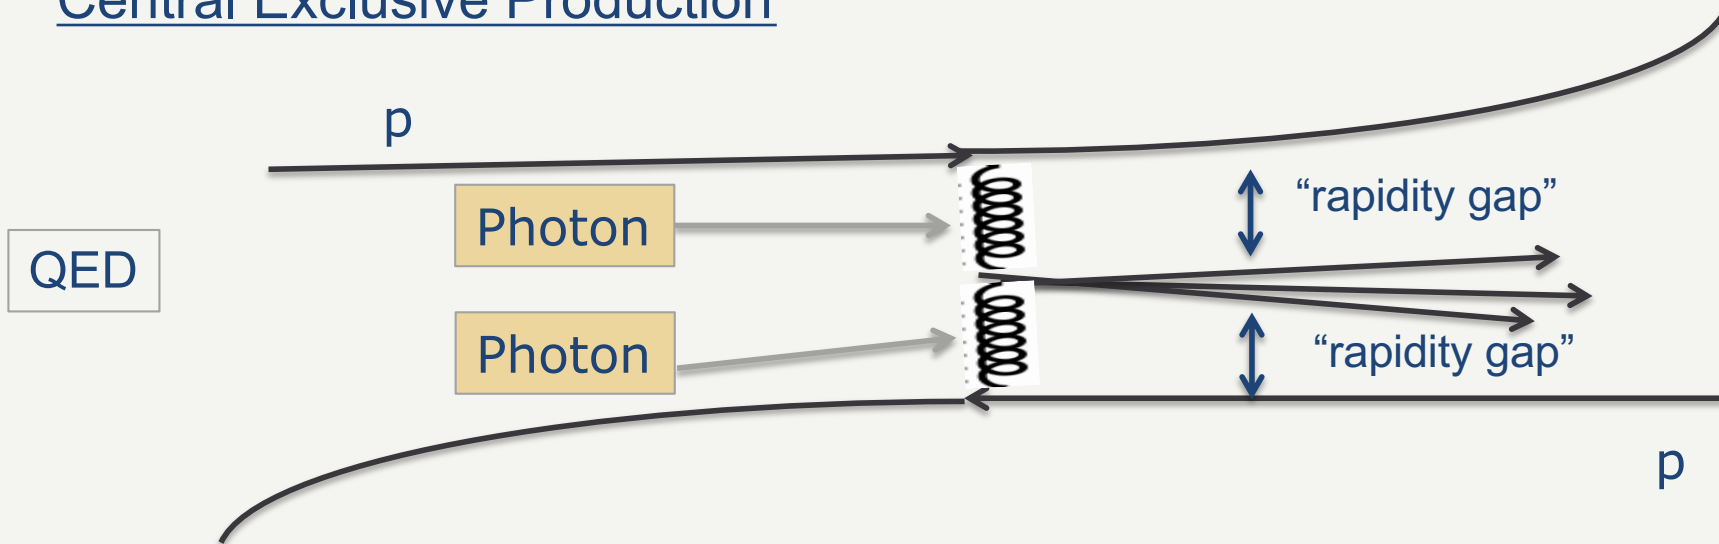 Central Exclusive Production
p
“rapidity gap”
Photon
QED
Photon
“rapidity gap”
p